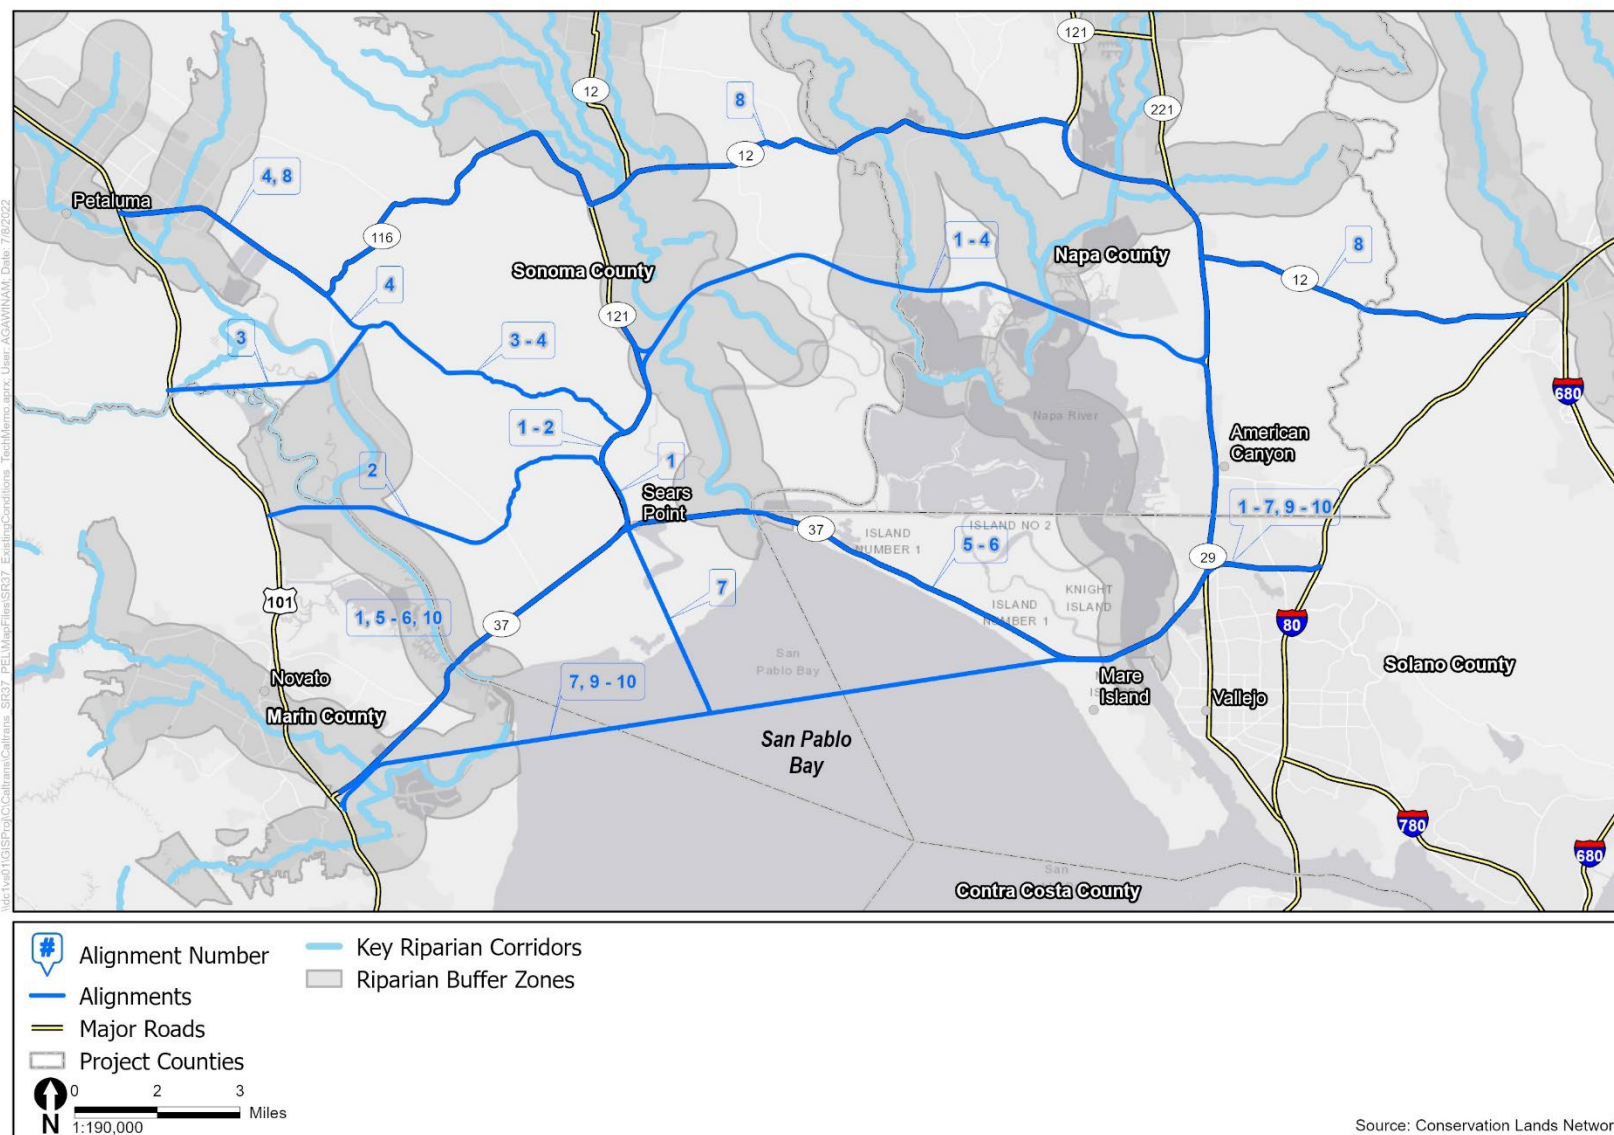 121
12
221
8
12
4, 8
Petaluma
116
1 - 4
Napa County
8
Sonoma County
12
4
121
3
3 - 4
680
Napa River
1 - 2
American
Canyon
2
1
Sears
Point
1 - 7, 9 - 10
37
ISLAND
NUMBER 1
ISLAND NO 2
5 - 6
29
7
KNIGHT
ISLAND
ISLAND
NUMBER 1
101
1, 5 - 6, 10
37
80
San
Pablo Bay
Solano County
Novato
7, 9 - 10
Mare
Island
Vallejo
Marin County
San Pablo
Bay
780
680
San
Contra Costa County
# Alignment Number
Alignments
Major Roads
Project Counties
Key Riparian Corridors
Riparian Buffer Zones
N
0 2 3
Miles
1:190,000
Source: Conservation Lands Networ